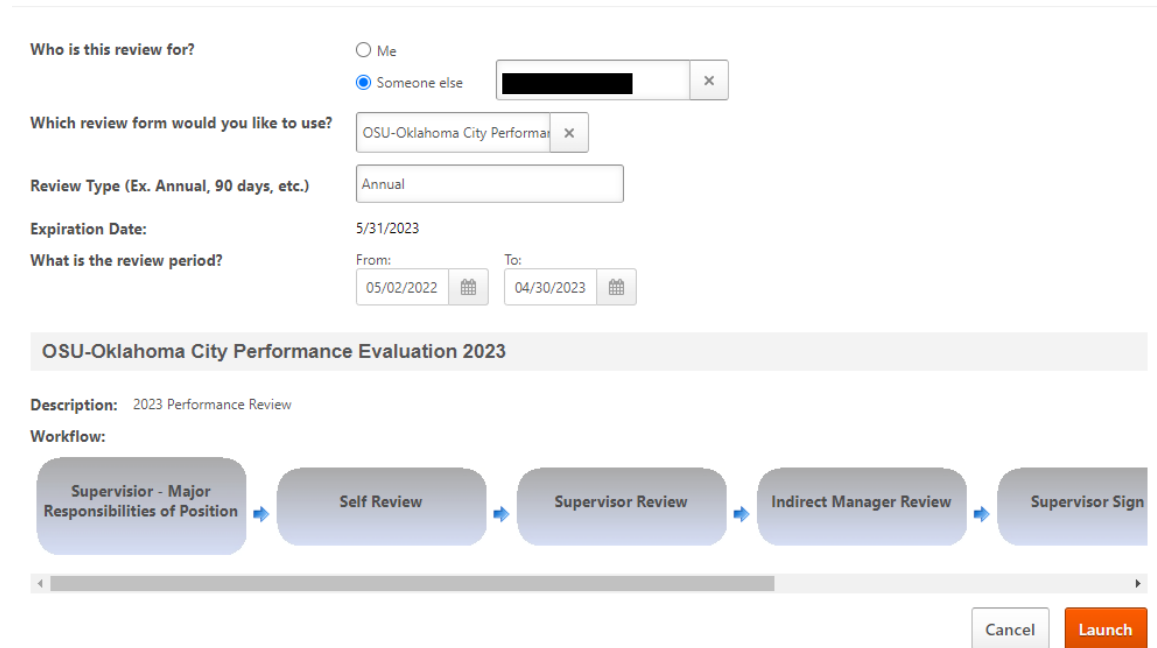 Who is this review for?
Me
Someone else
Which review form would you like to use?
OSU-Oklahoma City Performan
Review Type (Ex. Annual, 90 days, etc.)
Annual
Expiration Date:
5/31/2023
What is the review period?
From:
To:
05/02/2022
04/30/2023
OSU-Oklahoma City Performance Evaluation 2023
Description: 2023 Performance Review
Workflow:
Supervisior - Major
Responsibilities of Position
Self Review
Supervisor Review
Indirect Manager Review
Supervisor Sign
Cancel
Launch